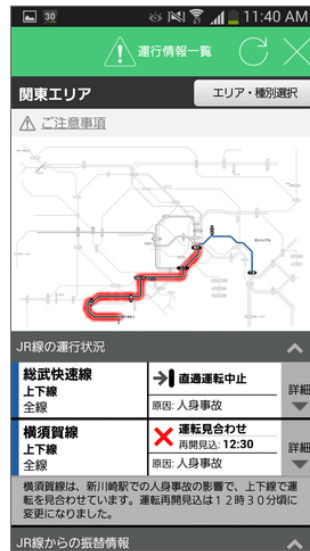 30
11:40 AM
運行情報一覧
関東エリア
エリア・種別選択
ご注意事項
JR線の運行状況
総武快速線
上下線
全線
直通運転中止
原因: 人身事故
詳細
横須賀線
上下線
全線
運転見合わせ
再開見込: 12:30
原因: 人身事故
詳細
横須賀線は、新川崎駅での人身事故の影響で、上下線で運
転を見合わせています。運転再開見込は１２時３０分頃に
変更になりました。
JR線からの振替情報